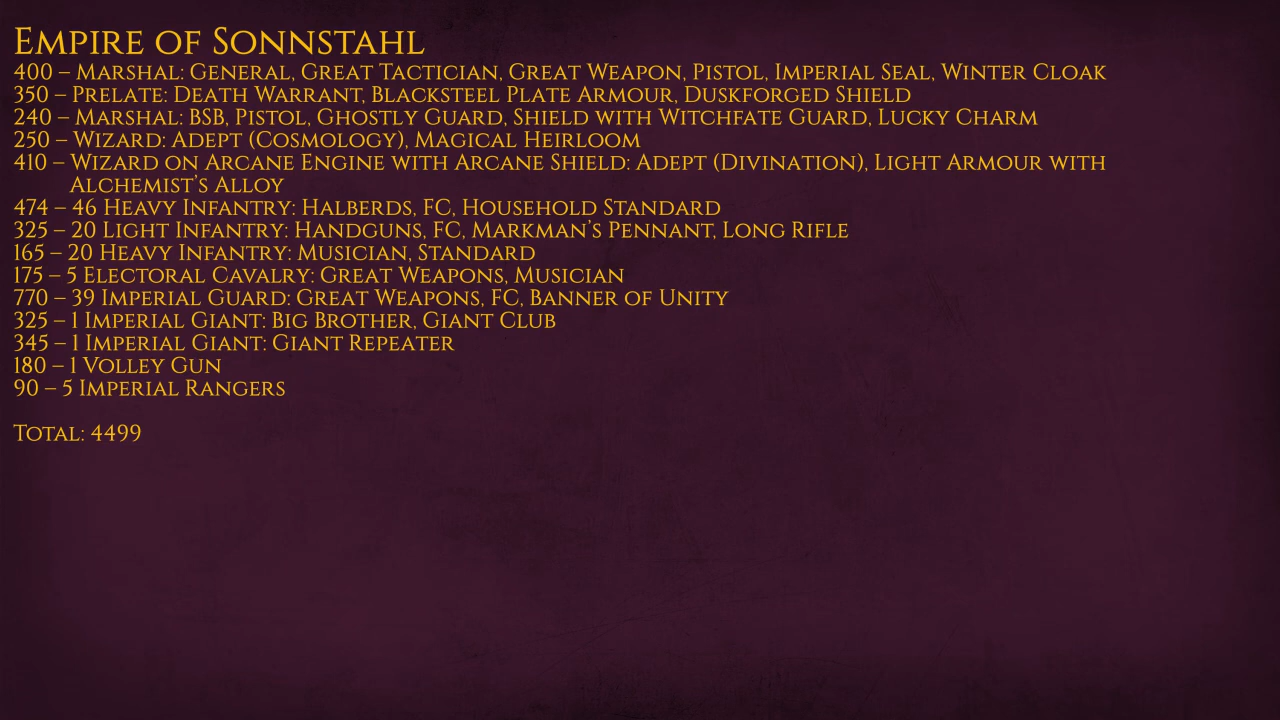 Empire of Sonnstahl
400 – Marshal: General, Great Tactician, Great Weapon, Pistol, Imperial Seal, Winter Cloak
350 – Prelate: Death Warrant, Blacksteel Plate Armour, Duskforged Shield
240 – Marshal: BSB, Pistol, Ghostly Guard, Shield with Witchfate Guard, Lucky Charm
250 – Wizard: Adept (Cosmology), Magical Heirloom
410 – Wizard on Arcane Engine with Arcane Shield: Adept (Divination), Light Armour with
Alchemist's Alloy
474 – 46 Heavy Infantry: Halberds, FC, Household Standard
325 – 20 Light Infantry: Handguns, FC, Markman's Pennant, Long Rifle
165 – 20 Heavy Infantry: Musician, Standard
175 – 5 Electoral Cavalry: Great Weapons, Musician
770 – 39 Imperial Guard: Great Weapons, FC, Banner of Unity
325 – 1 Imperial Giant: Big Brother, Giant Club
345 – 1 Imperial Giant: Giant Repeater
180 – 1 Volley Gun
90 – 5 Imperial Rangers
Total: 4499